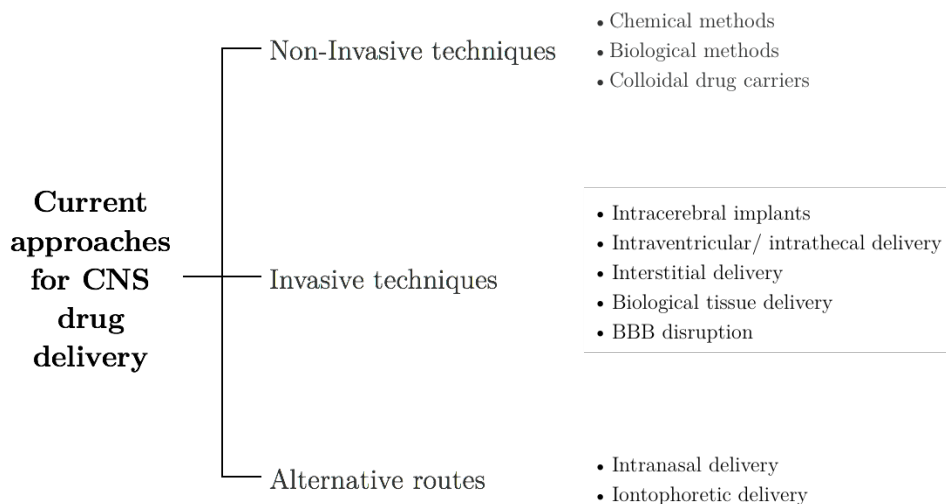 Current
approaches
for CNS
drug
delivery
Non-Invasive techniques
• Chemical methods
• Biological methods
• Colloidal drug carriers
Invasive techniques
• Intracerebral implants
• Intraventricular/ intrathecal delivery
• Interstitial delivery
• Biological tissue delivery
• BBB disruption
Alternative routes
• Intranasal delivery
• Iontophoretic delivery